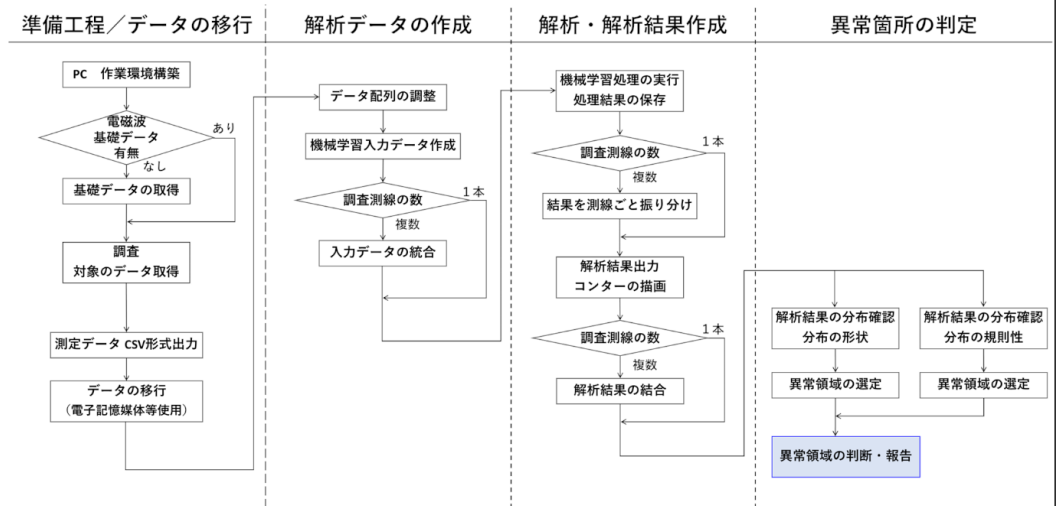 準備工程／データの移行
PC　作業環境構築
電磁波
基礎データ
有無
あり
なし
基礎データの取得
調査
対象のデータ取得
測定データ CSV形式出力
データの移行
（電子記憶媒体等使用）
解析データの作成
データ配列の調整
機械学習入力データ作成
調査測線の数
１本
複数
入力データの統合
解析・解析結果作成
機械学習処理の実行
処理結果の保存
調査測線の数
１本
複数
結果を測線ごと振り分け
解析結果出力
コンターの描画
調査測線の数
１本
複数
解析結果の結合
異常箇所の判定
解析結果の分布確認
分布の形状
異常領域の選定
解析結果の分布確認
分布の規則性
異常領域の選定
異常領域の判断・報告